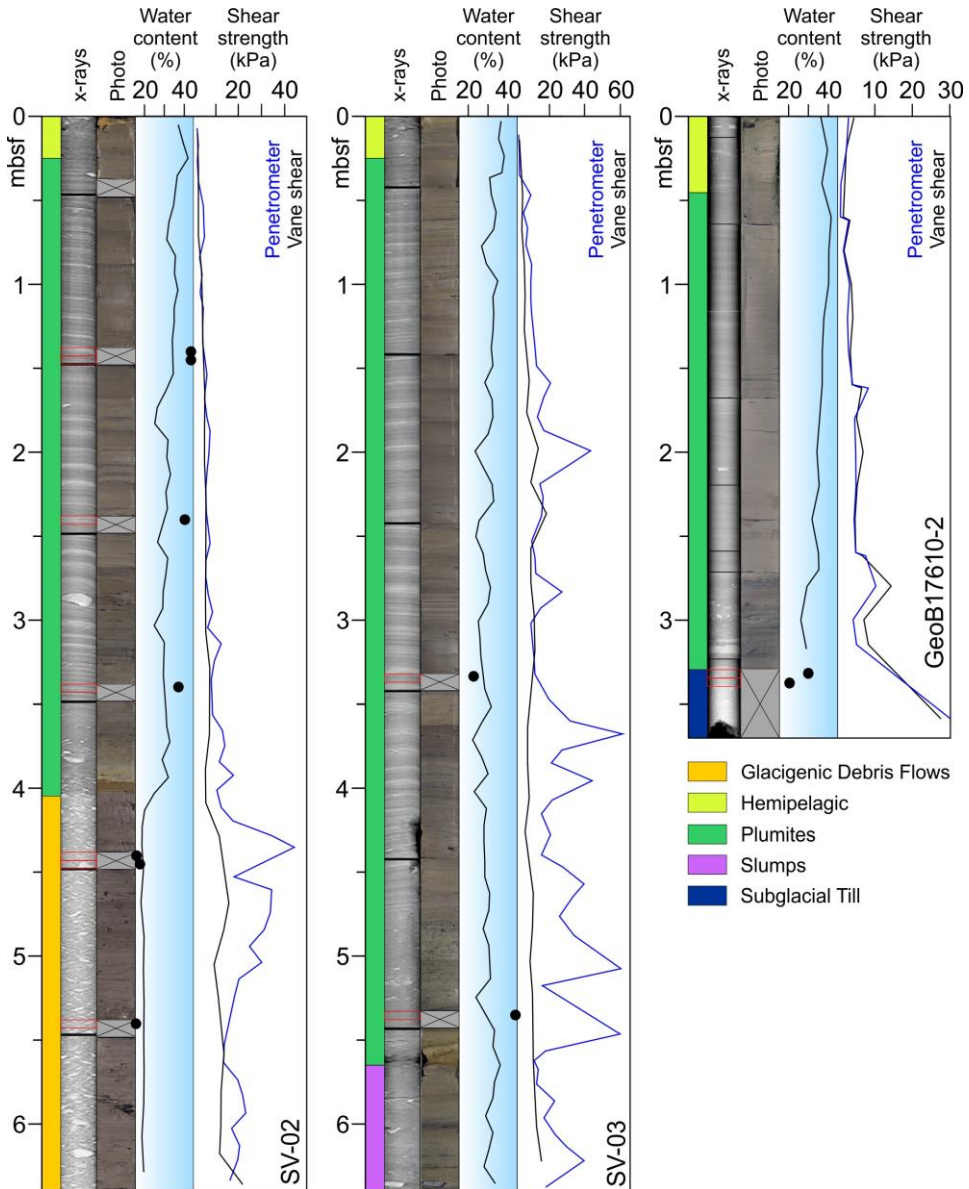 Water
content
(%)
Shear
strength
(kPa)
x-rays
Photo
20 40
20 40
Water
content
(%)
Shear
strength
(kPa)
x-rays
Photo
20 40
20 40 60
Water
content
(%)
Shear
strength
(kPa)
x-rays
Photo
20 40
10 30
0
mbsf
1
2
3
4
5
6
Penetrometer
Vane shear
SV-02
0
mbsf
1
2
3
4
5
6
Penetrometer
Vane shear
SV-03
0
mbsf
1
2
3
Penetrometer
Vane shear
GeoB17610-2
Glacigenic Debris Flows
Hemipelagic
Plumites
Slumps
Subglacial Till